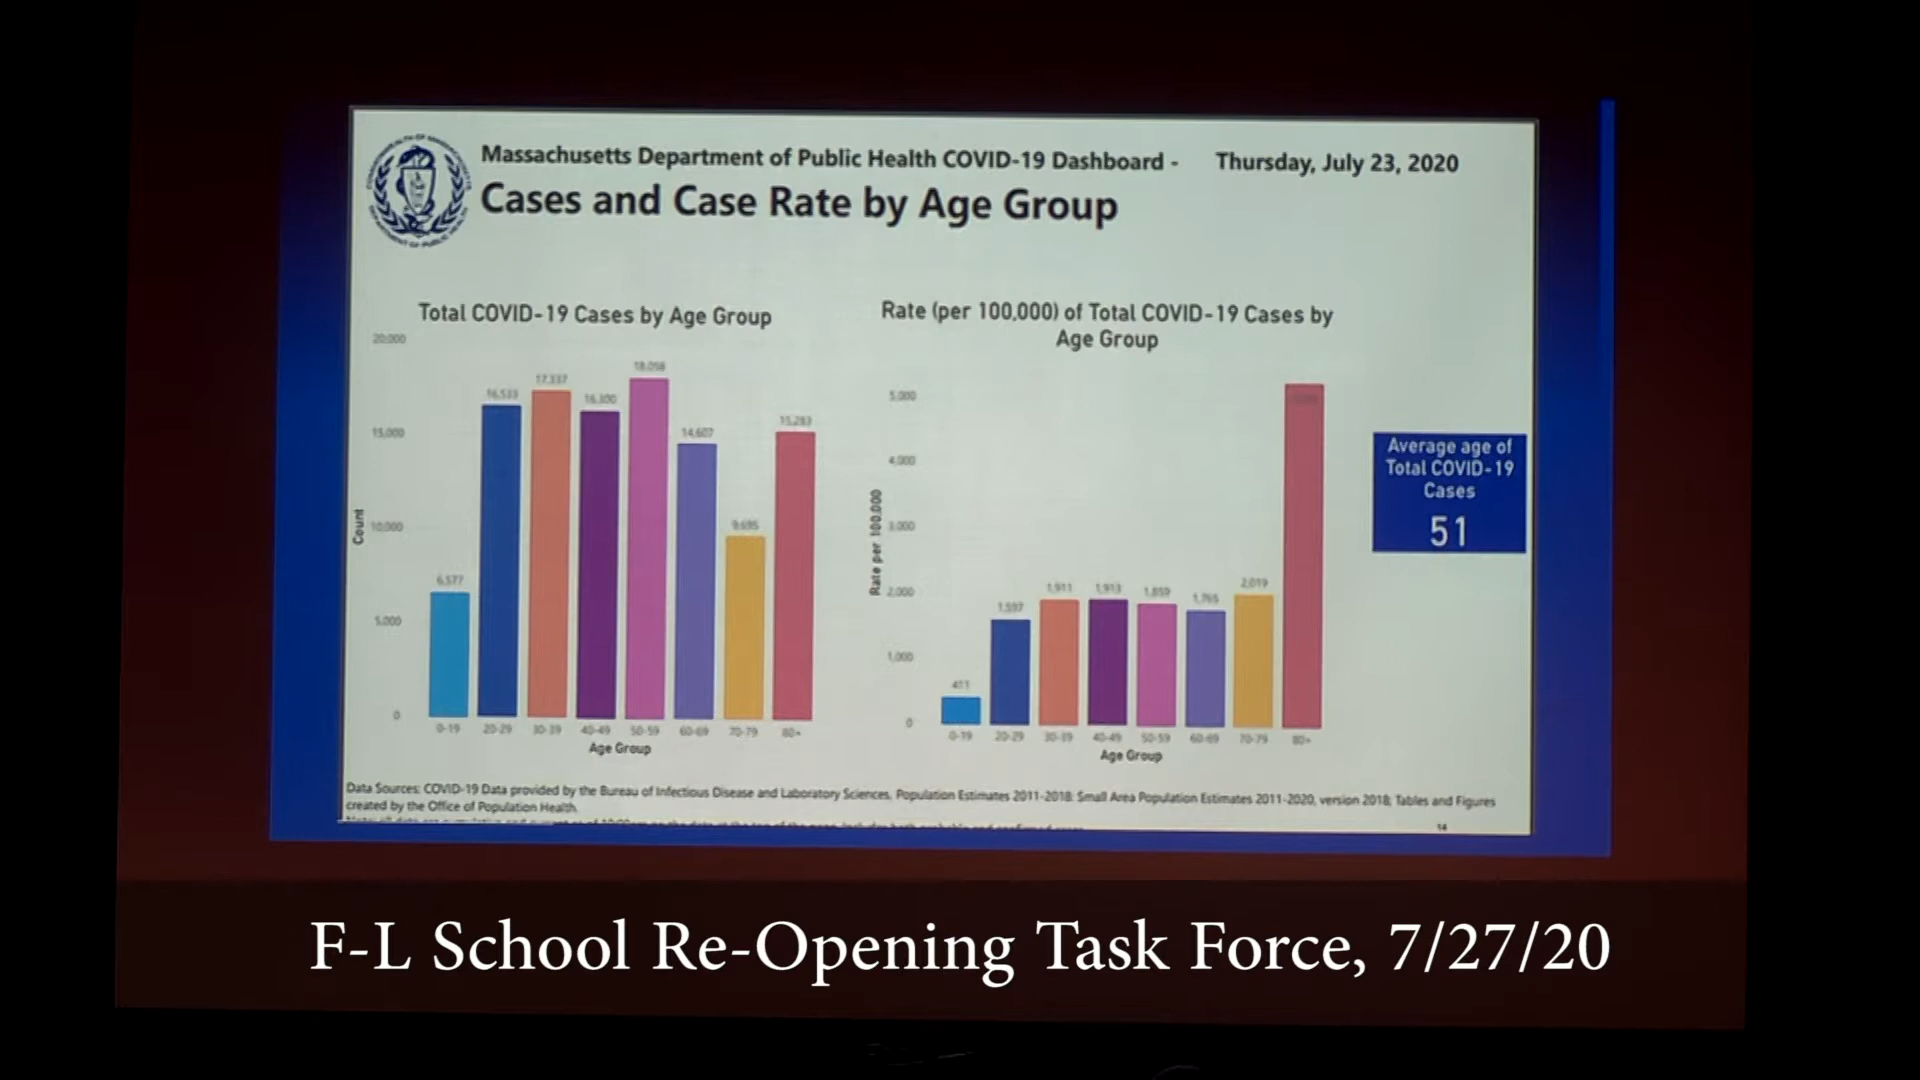 Massachusetts Department of Public Health COVID-19 Dashboard - Thursday, July 23, 2020
Cases and Case Rate by Age Group
Total COVID-19 Cases by Age Group
20,000
15,000
10,000
5,000
0
Count
6,577
16,533
17,337
16,300
18,058
14,607
9,695
15,283
0-19
20-29
30-39
40-49
50-59
60-69
70-79
80+
Age Group
Rate (per 100,000) of Total COVID-19 Cases by
Age Group
5,000
4,000
3,000
2,000
1,000
0
Rate per 100,000
411
1,597
1,911
1,913
1,859
1,765
2,019
0-19
20-29
30-39
40-49
50-59
60-69
70-79
80+
Age Group
Average age of
Total COVID-19
Cases
51
Data Sources: COVID-19 Data provided by the Bureau of Infectious Disease and Laboratory Sciences, Population Estimates 2011-2018: Small Area Population Estimates 2011-2020, version 2018; Tables and Figures
created by the Office of Population Health.
14
F-L School Re-Opening Task Force, 7/27/20